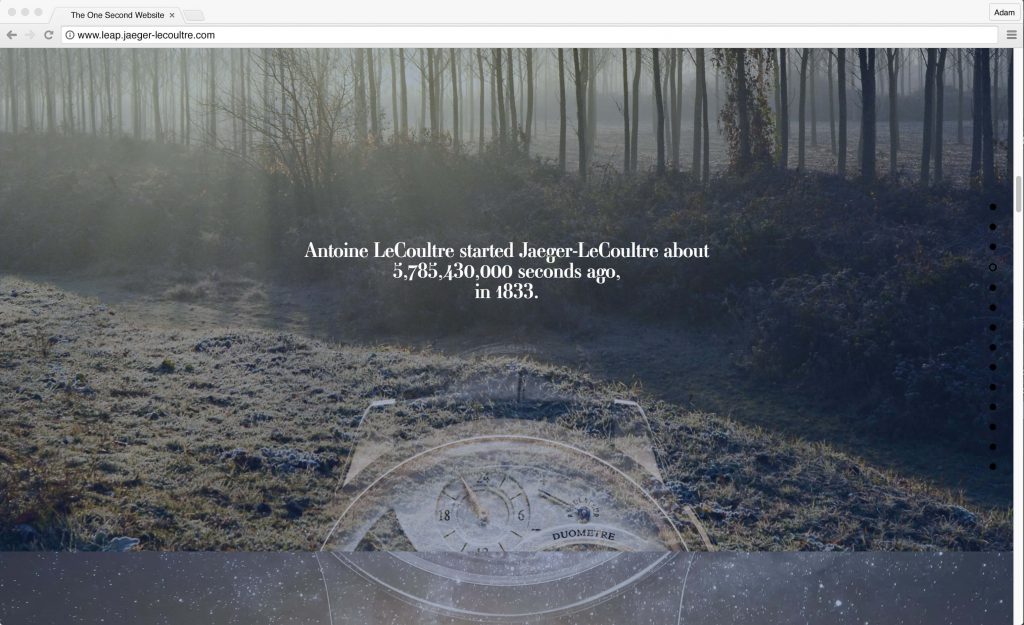 The One Second Website
Adam
www.leap.jaeger-lecoultre.com
Antoine LeCoultre started Jaeger-LeCoultre about
5,785,430,000 seconds ago,
in 1833.
24
18
6
12
DUOMETRE